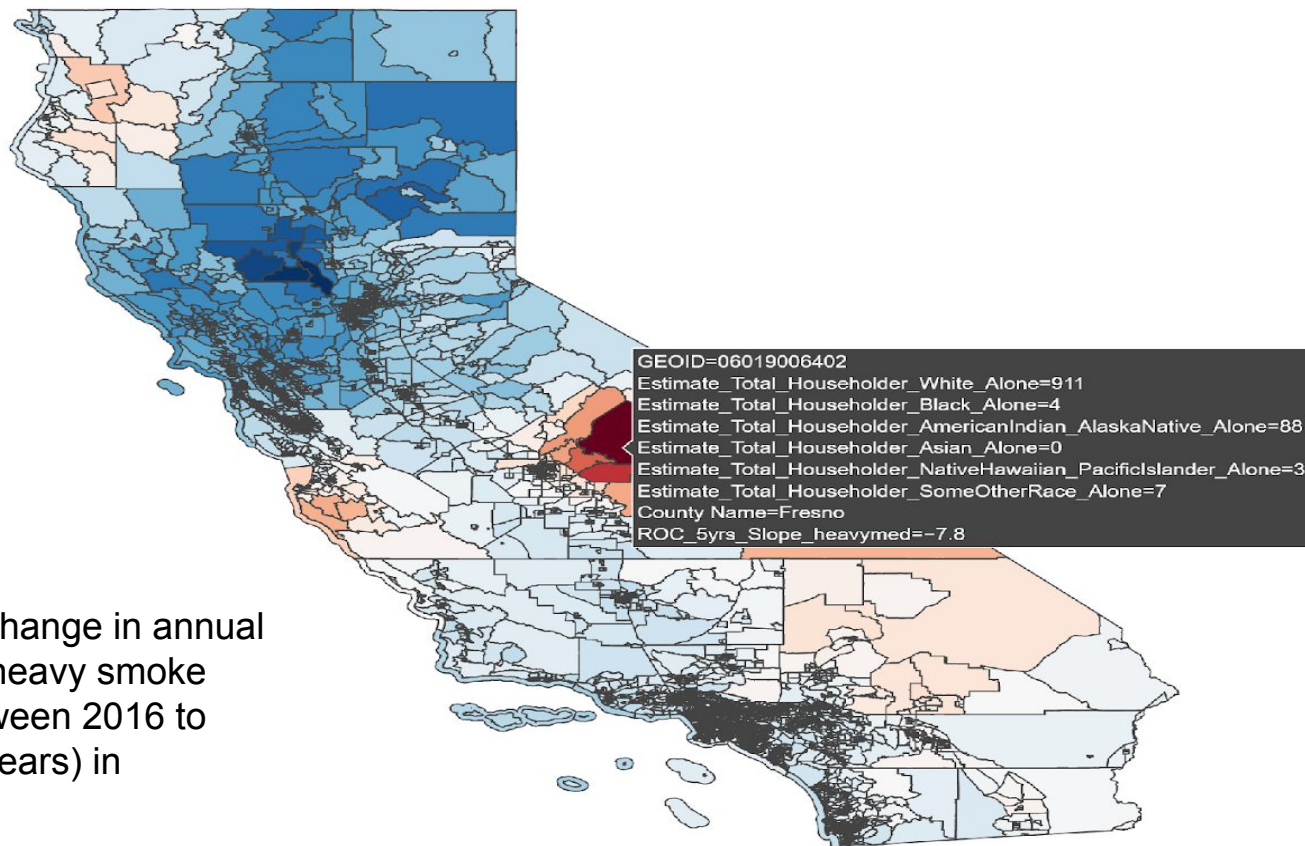 GEOID=06019006402
Estimate_Total_Householder_White_Alone=911
Estimate_Total_Householder_Black_Alone=4
Estimate_Total_Householder_AmericanIndian_AlaskaNative_Alone=88
Estimate_Total_Householder_Asian_Alone=0
Estimate_Total_Householder_NativeHawaiian_PacificIslander_Alone=3
Estimate_Total_Householder_SomeOtherRace_Alone=7
County Name=Fresno
ROC_5yrs_Slope_heavymed=−7.8
hange in annual
heavy smoke
ween 2016 to
ears) in